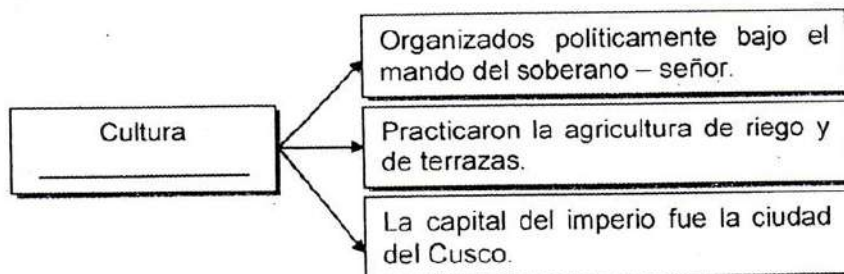 Organizados políticamente bajo el
mando del soberano – señor.
Cultura
Practicaron la agricultura de riego y
de terrazas.
La capital del imperio fue la ciudad
del Cusco.